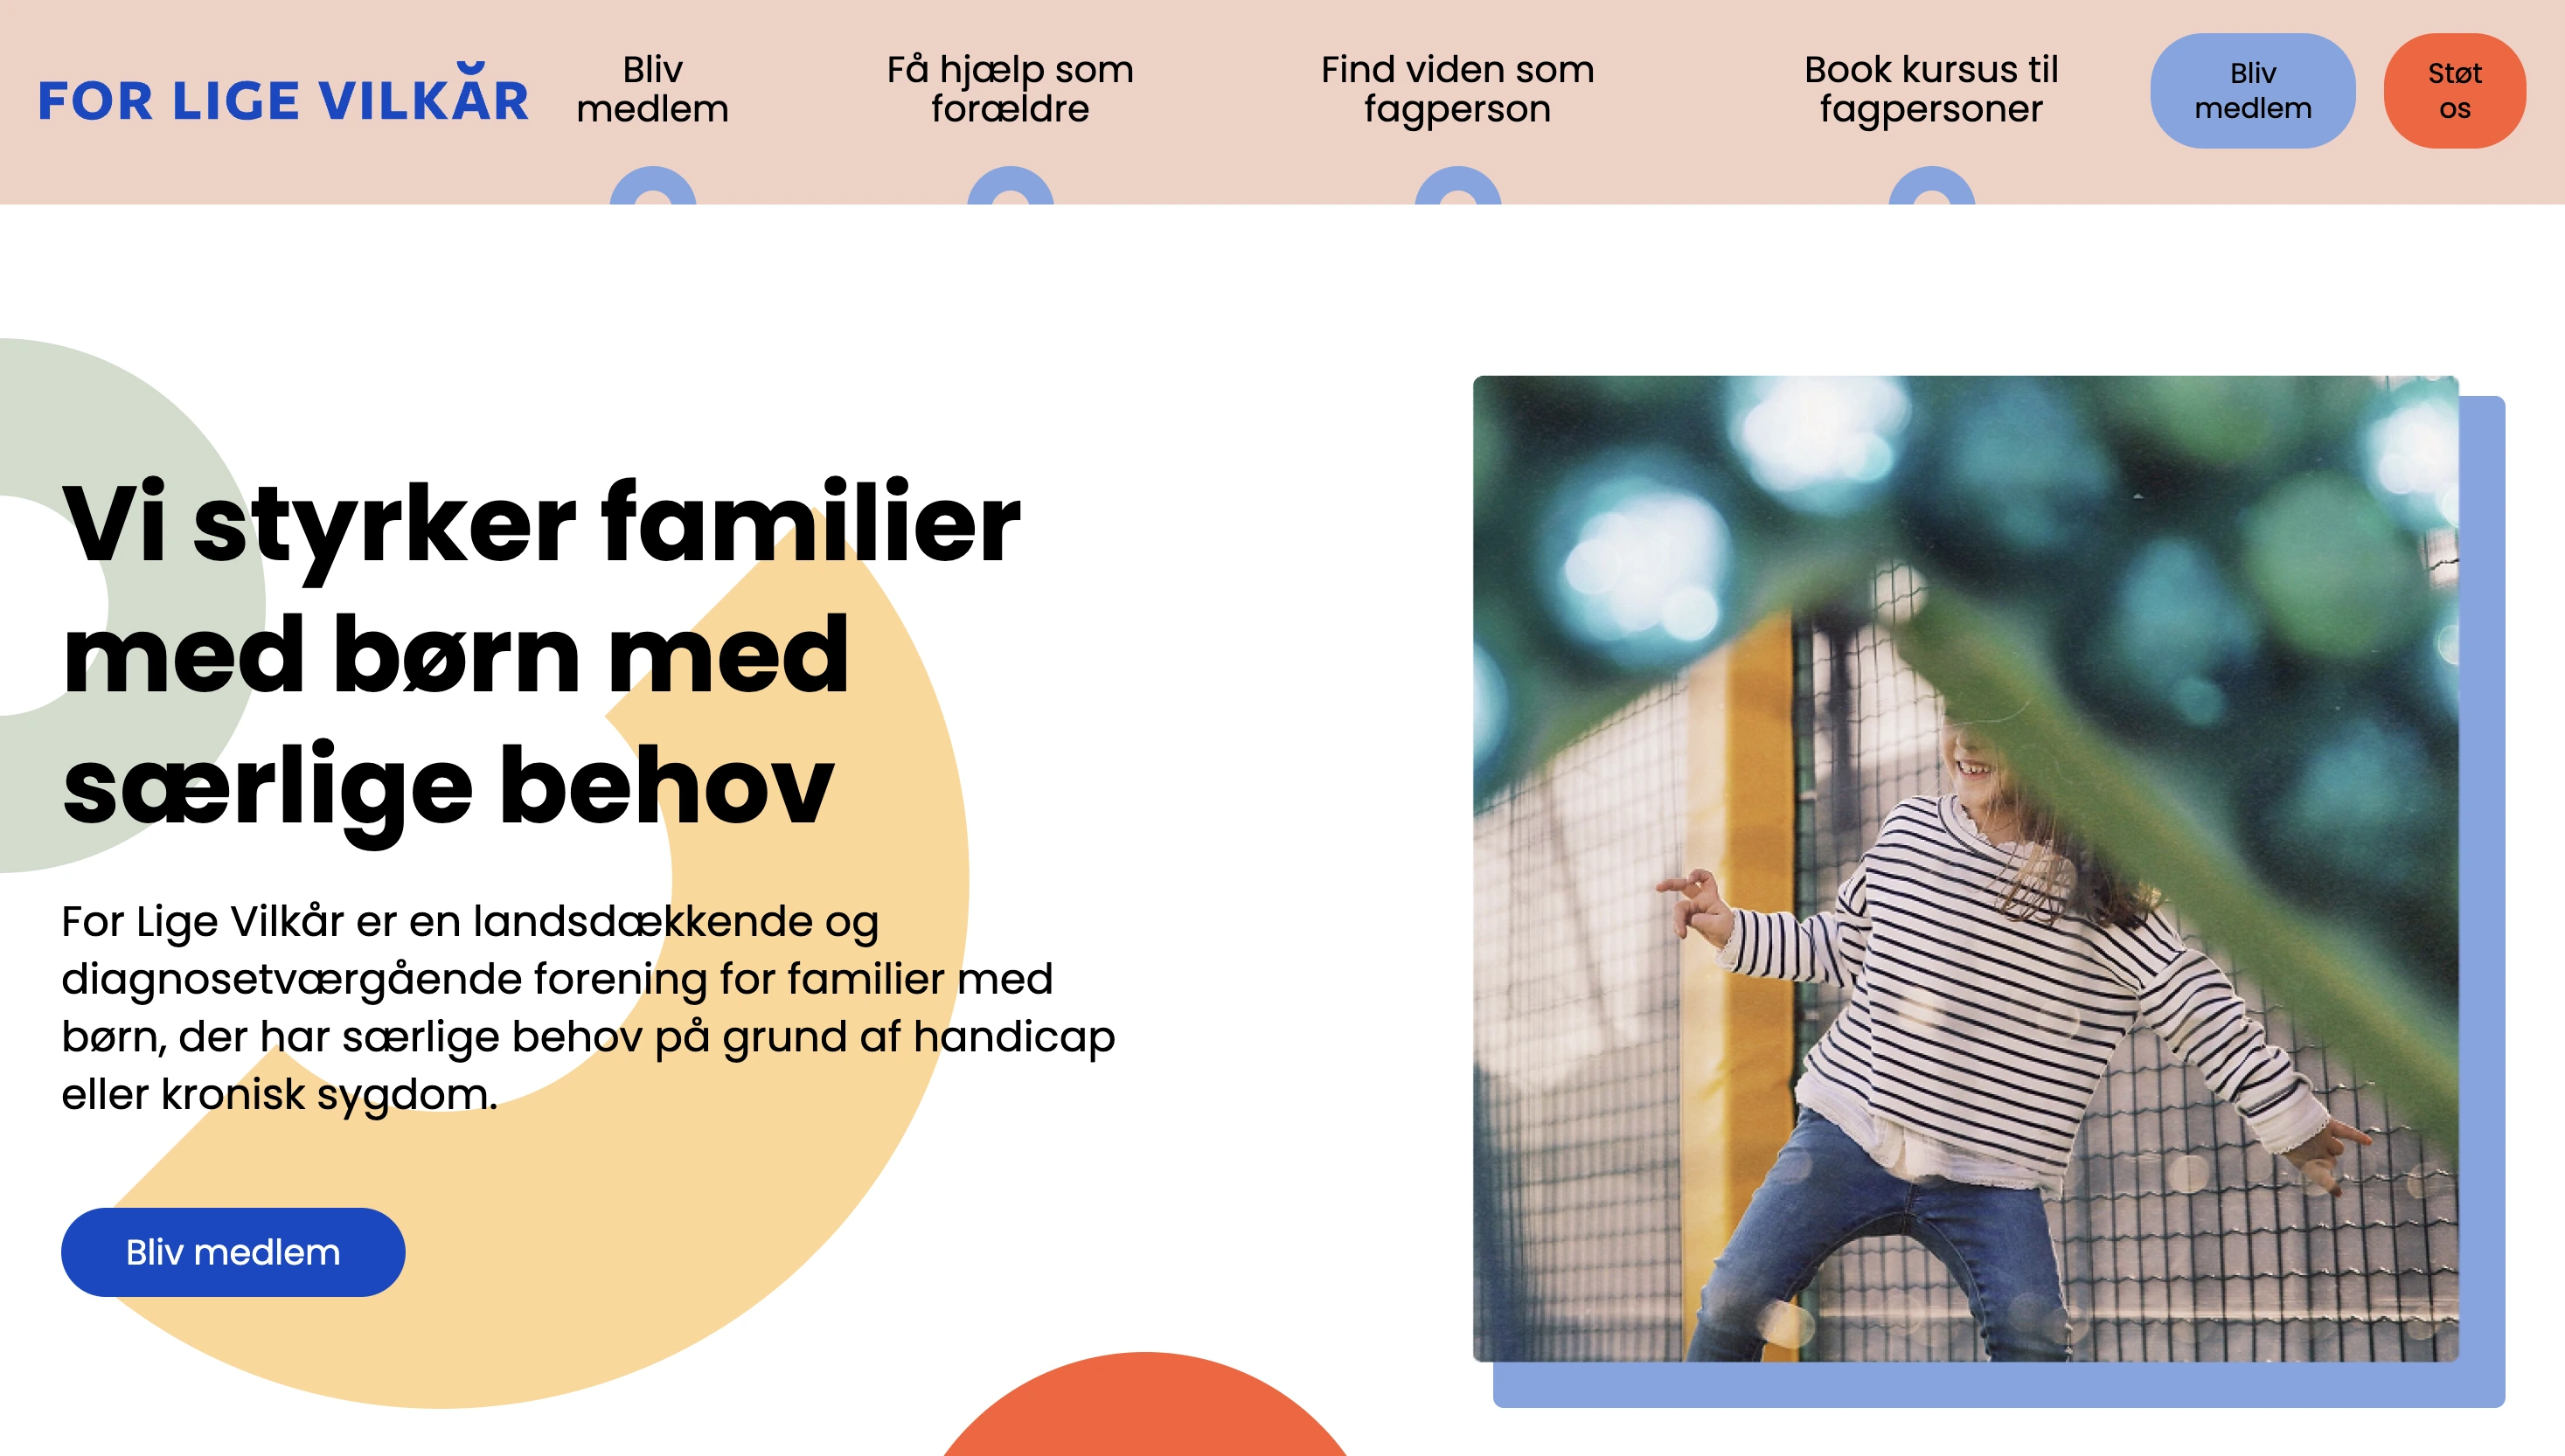 FOR LIGE VILKÅR
Bliv
medlem
Få hjælp som
forældre
Find viden som
fagperson
Book kursus til
fagpersoner
Bliv
medlem
Støt
os
Vi styrker familier
med børn med
særlige behov
For Lige Vilkår er en landsdækkende og
diagnosetværgående forening for familier med
børn, der har særlige behov på grund af handicap
eller kronisk sygdom.
Bliv medlem